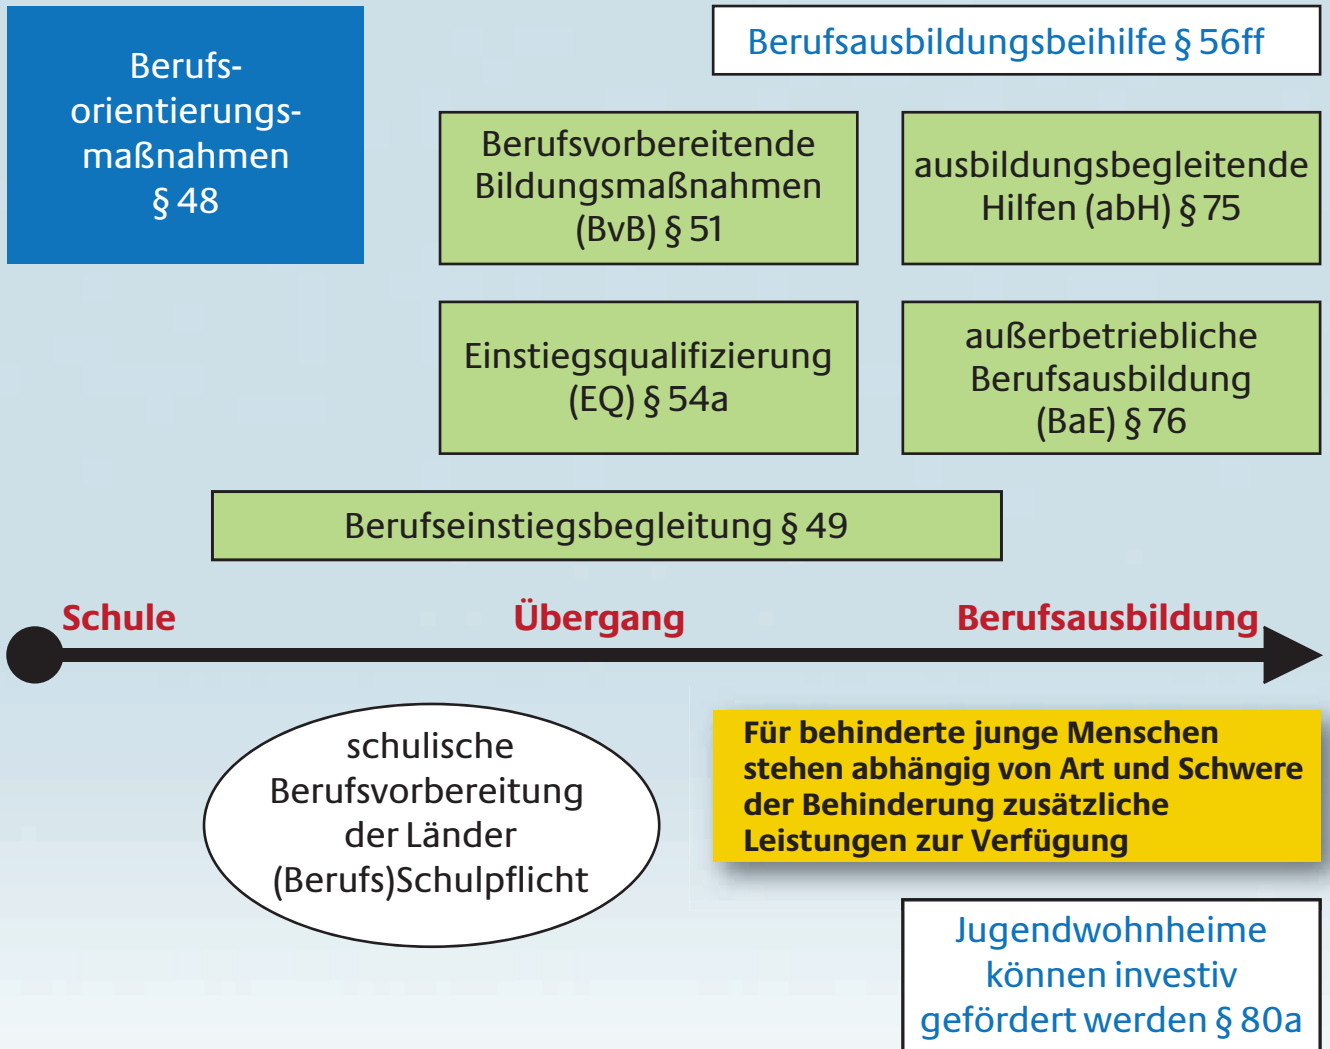 Berufs-
orientierungs-
maßnahmen
§ 48
Berufsausbildungsbeihilfe § 56ff
Berufsvorbereitende
Bildungsmaßnahmen
(BvB) § 51
ausbildungsbegleitende
Hilfen (abH) § 75
Einstiegsqualifizierung
(EQ) § 54a
außerbetriebliche
Berufsausbildung
(BaE) § 76
Berufseinstiegsbegleitung § 49
Schule
Übergang
Berufsausbildung
schulische
Berufsvorbereitung
der Länder
(Berufs)Schulpflicht
Für behinderte junge Menschen
stehen abhängig von Art und Schwere
der Behinderung zusätzliche
Leistungen zur Verfügung
Jugendwohnheime
können investiv
gefördert werden § 80a